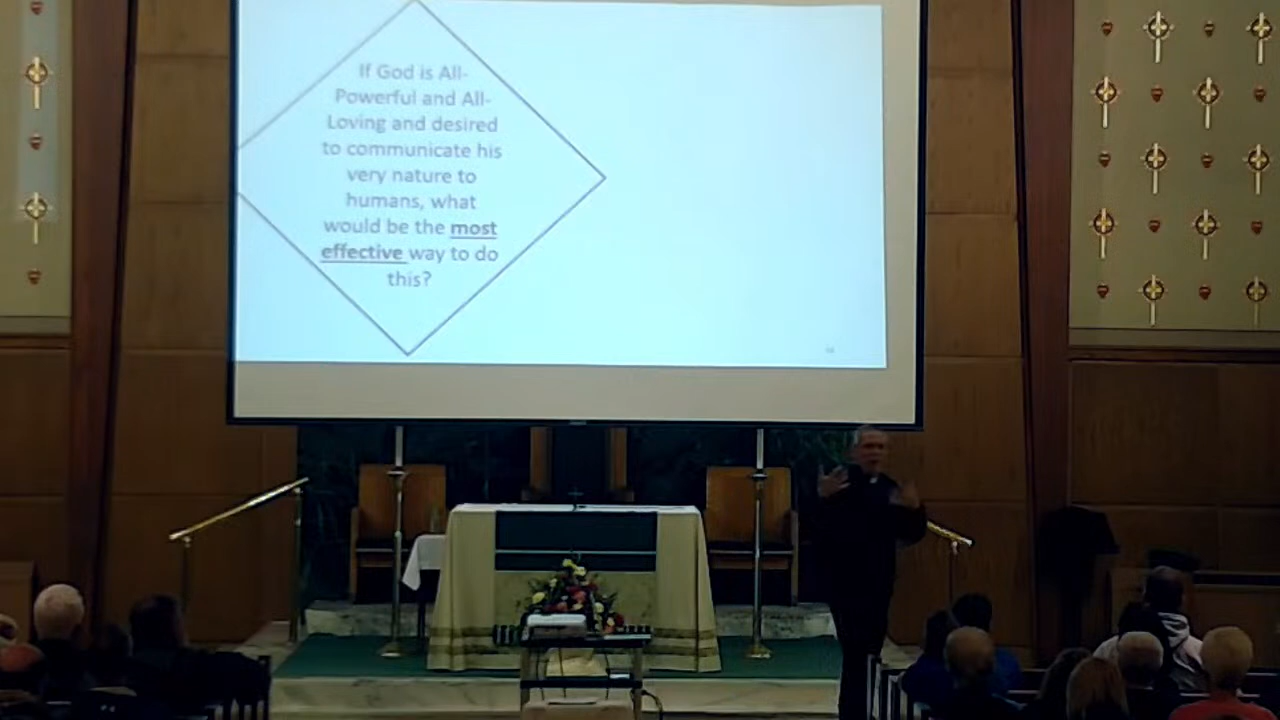 If God is All-
Powerful and All-
Loving and desired
to communicate his
very nature to
humans, what
would be the most
effective way to do
this?